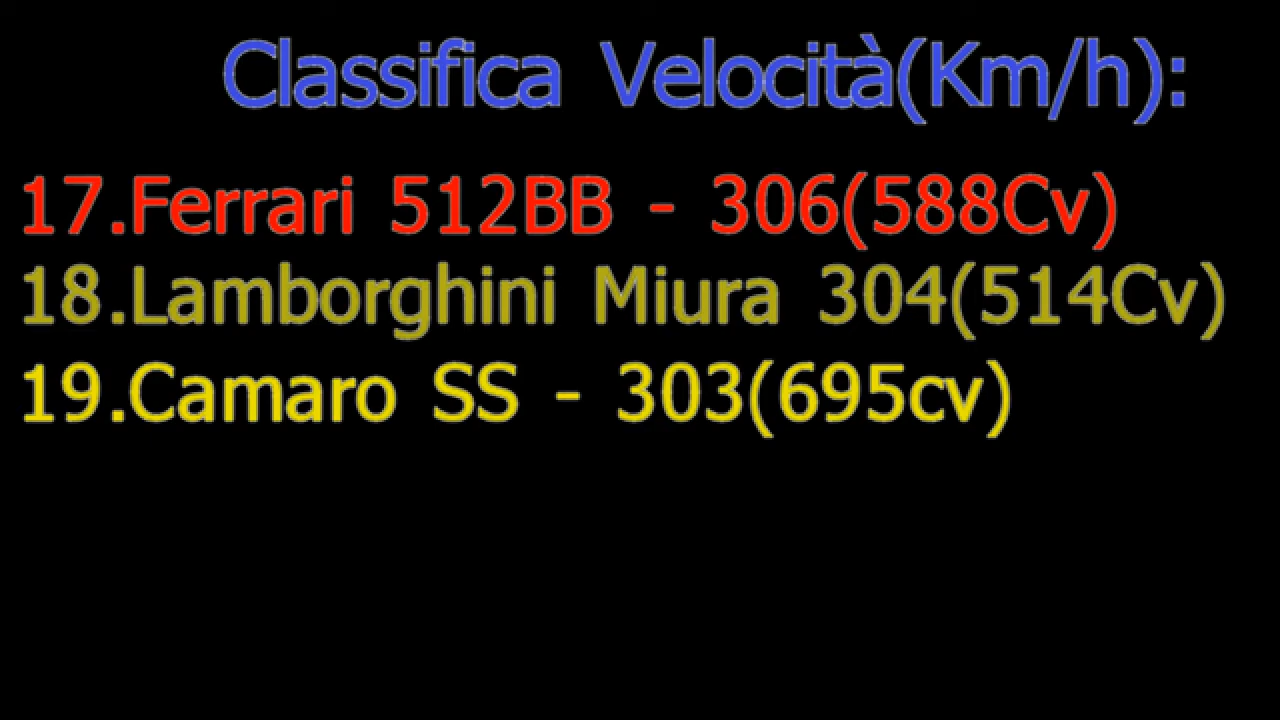 Classifica Velocità(Km/h):
17.Ferrari 512BB - 306(588Cv)
18.Lamborghini Miura 304(514Cv)
19.Camaro SS - 303(695cv)